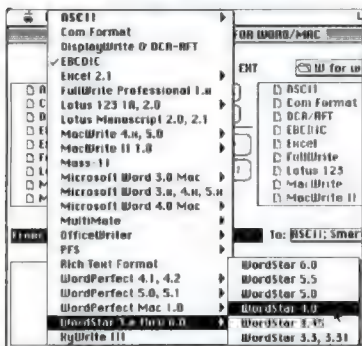 ASCII
Com Format
DisplayWrite & DCA-RFT
✓EBCDIC
Excel 2.1
FullWrite Professional 1.x
Lotus 123 1A, 2.0
Lotus Manuscript 2.0, 2.1
MacWrite 4.x, 5.0
MacWrite II 1.0
Mass-11
Microsoft Word 3.0 Mac
Microsoft Word 3.x, 4.x, 5.x
Microsoft Word 4.0 Mac
MultiMate
OfficeWriter
PFS
Rich Text Format
WordPerfect 4.1, 4.2
WordPerfect 5.0, 5.1
WordPerfect Mac 1.0
WordStar 3.x thru 6.0
XyWrite III
FOR WORD/MAC
EXT
W for w
ASCII
Com Format
DCA/RFT
EBCDIC
Excel
FullWrite
Lotus 123
MacWrite
MacWrite II
To: ASCII; Smar
WordStar 6.0
WordStar 5.5
WordStar 5.0
WordStar 4.0
WordStar 3.45
WordStar 3.3, 3.31